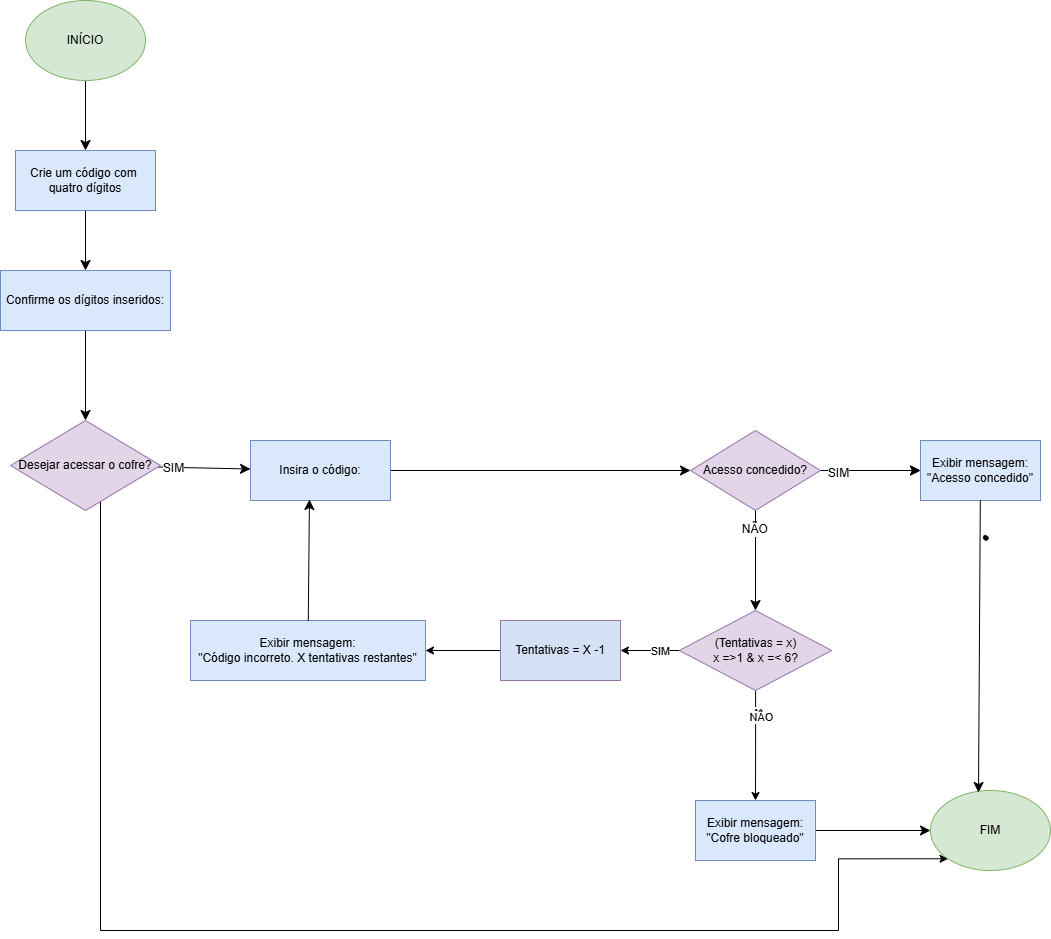 INÍCIO
Crie um código com
quatro dígitos
Confirme os dígitos inseridos:
Desejar acessar o cofre?
SIM
Insira o código:
Acesso concedido?
SIM
Exibir mensagem:
"Acesso concedido"
NÃO
(Tentativas = x)
x =>1 & x =< 6?
SIM
Tentativas = X -1
Exibir mensagem:
"Código incorreto. X tentativas restantes"
NÃO
Exibir mensagem:
"Cofre bloqueado"
FIM